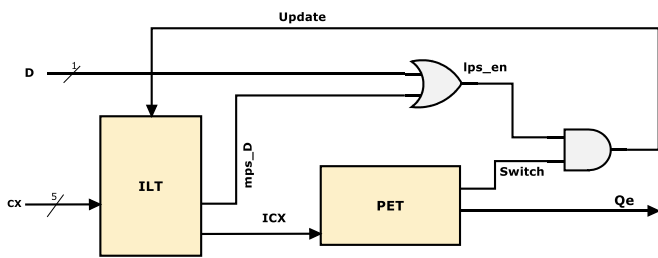 Update
1
D
lps_en
ILT
mps_D
5
CX
PET
Switch
Qe
ICX